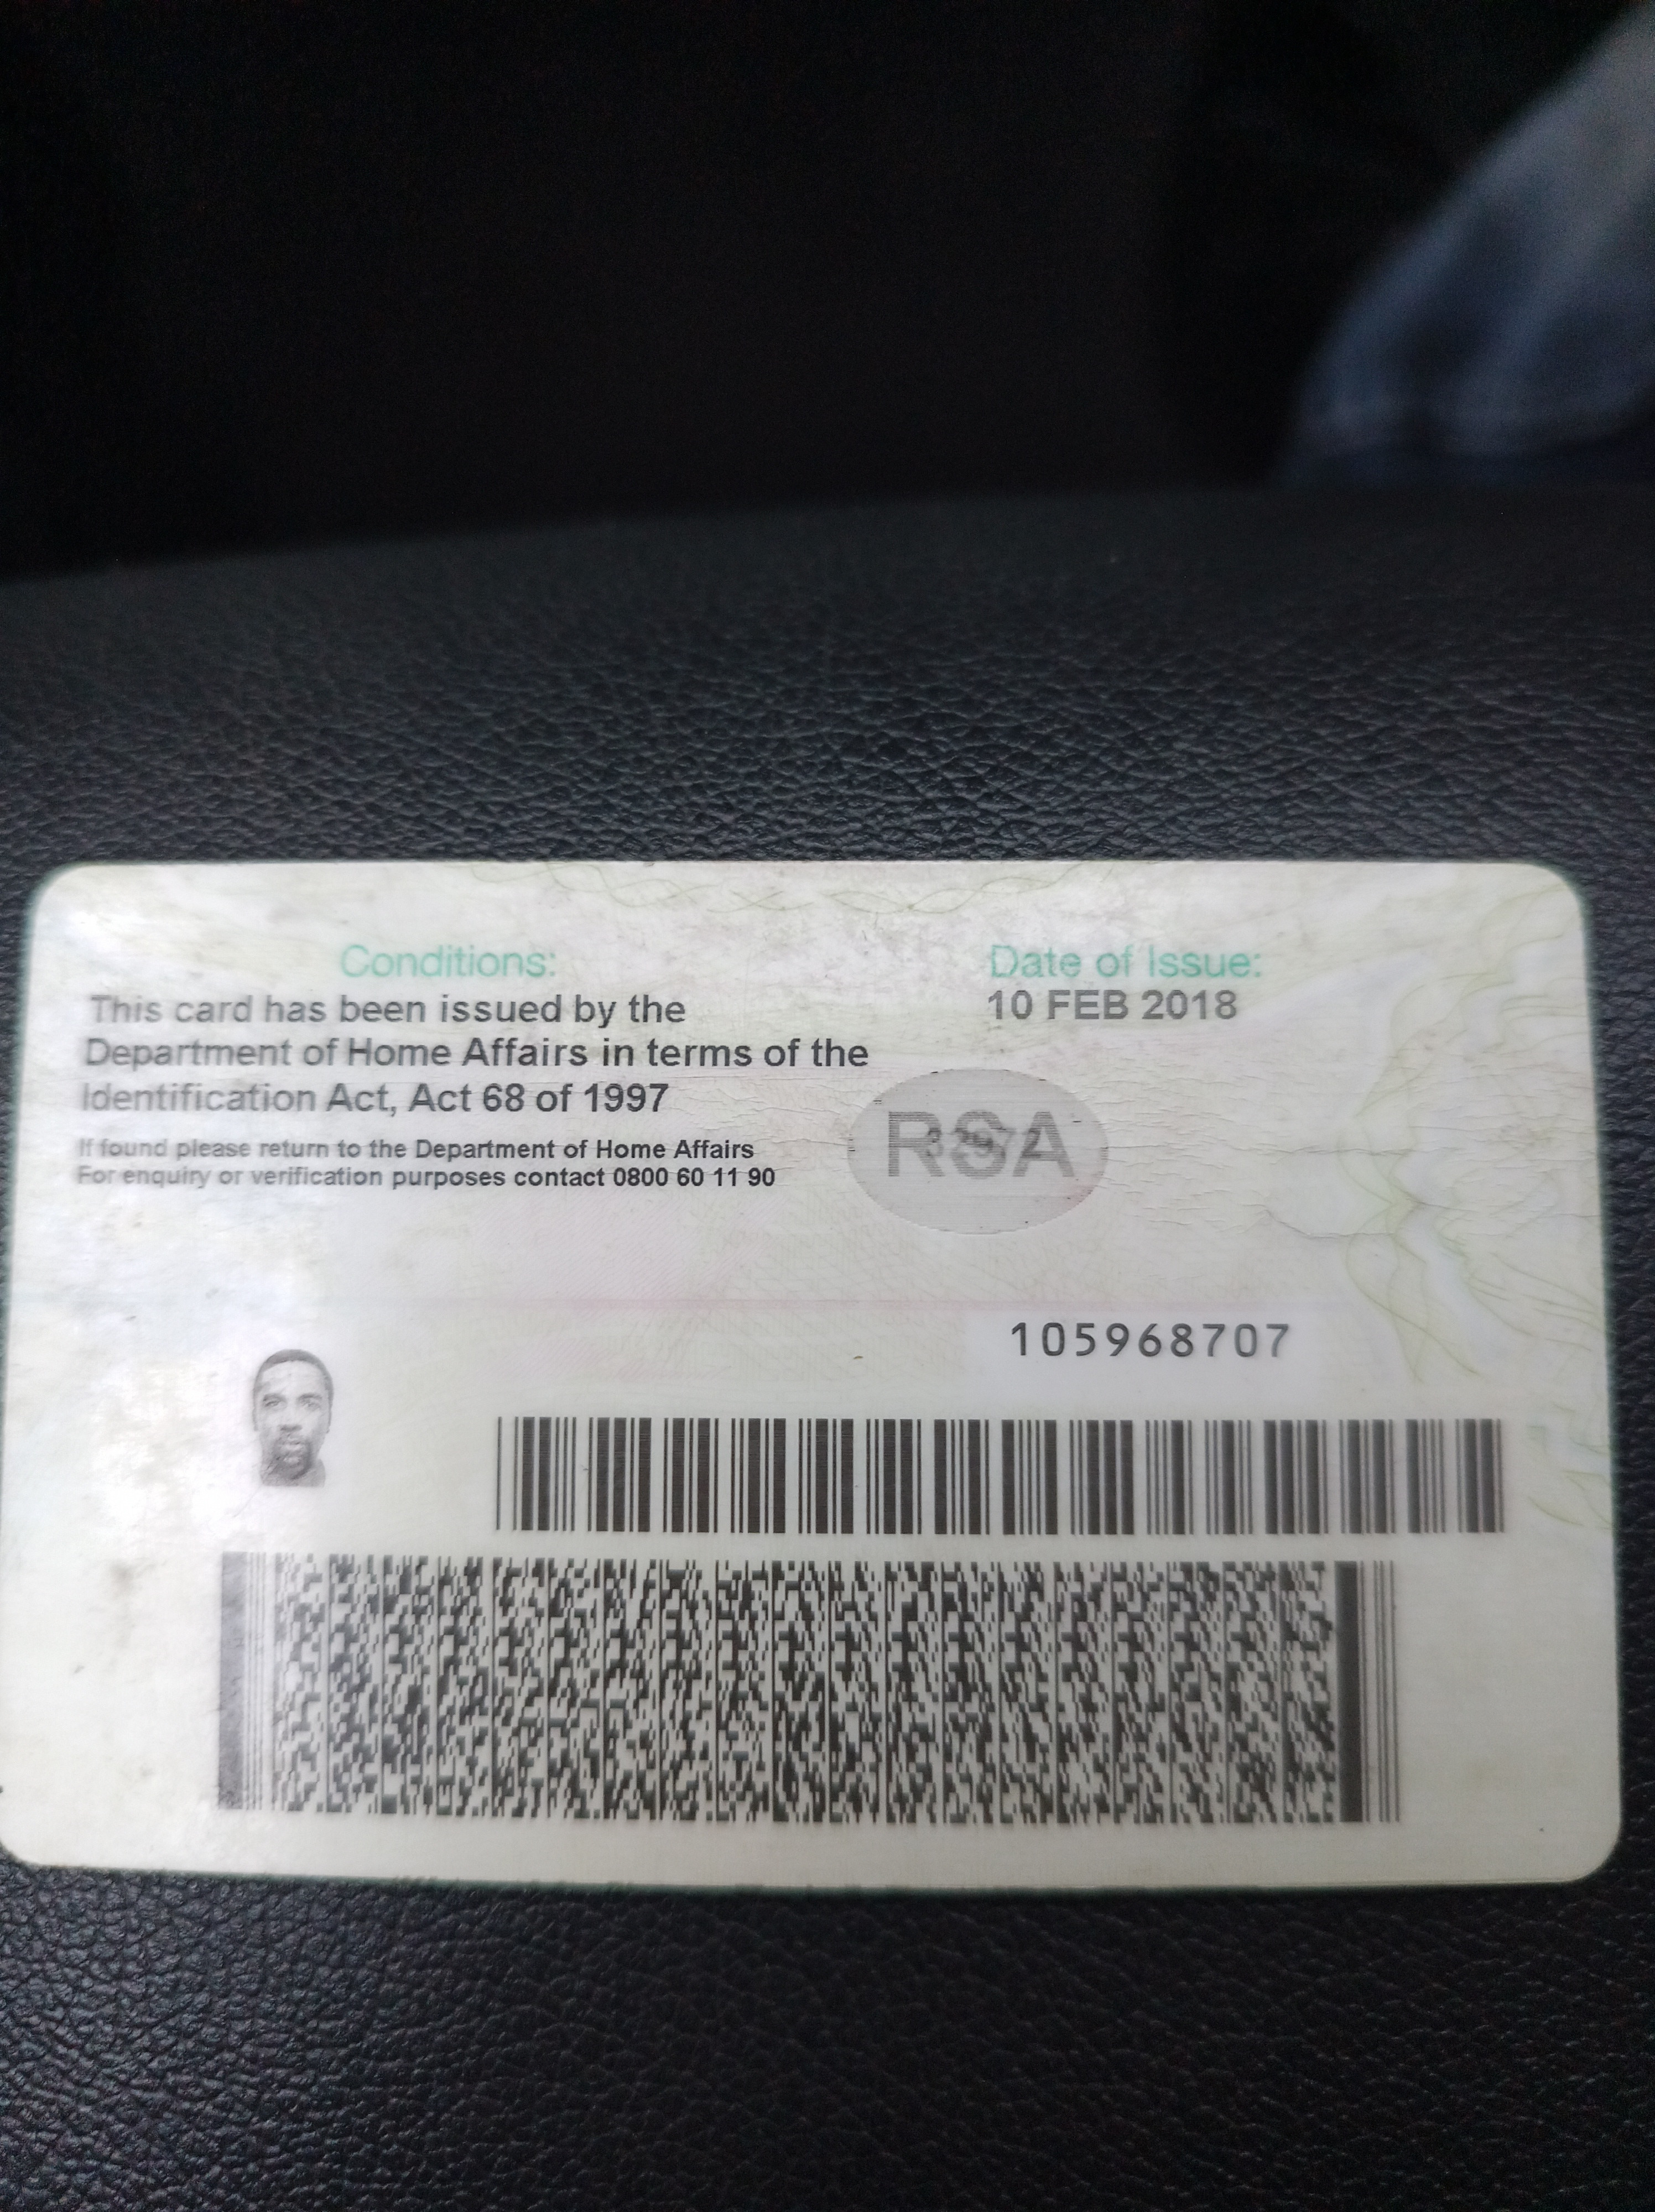 Conditions:
This card has been issued by the
Department of Home Affairs in terms of the
Identification Act, Act 68 of 1997
If found please return to the Department of Home Affairs
For enquiry or verification purposes contact 0800 60 11 90
Date of Issue:
10 FEB 2018
RSA
105968707